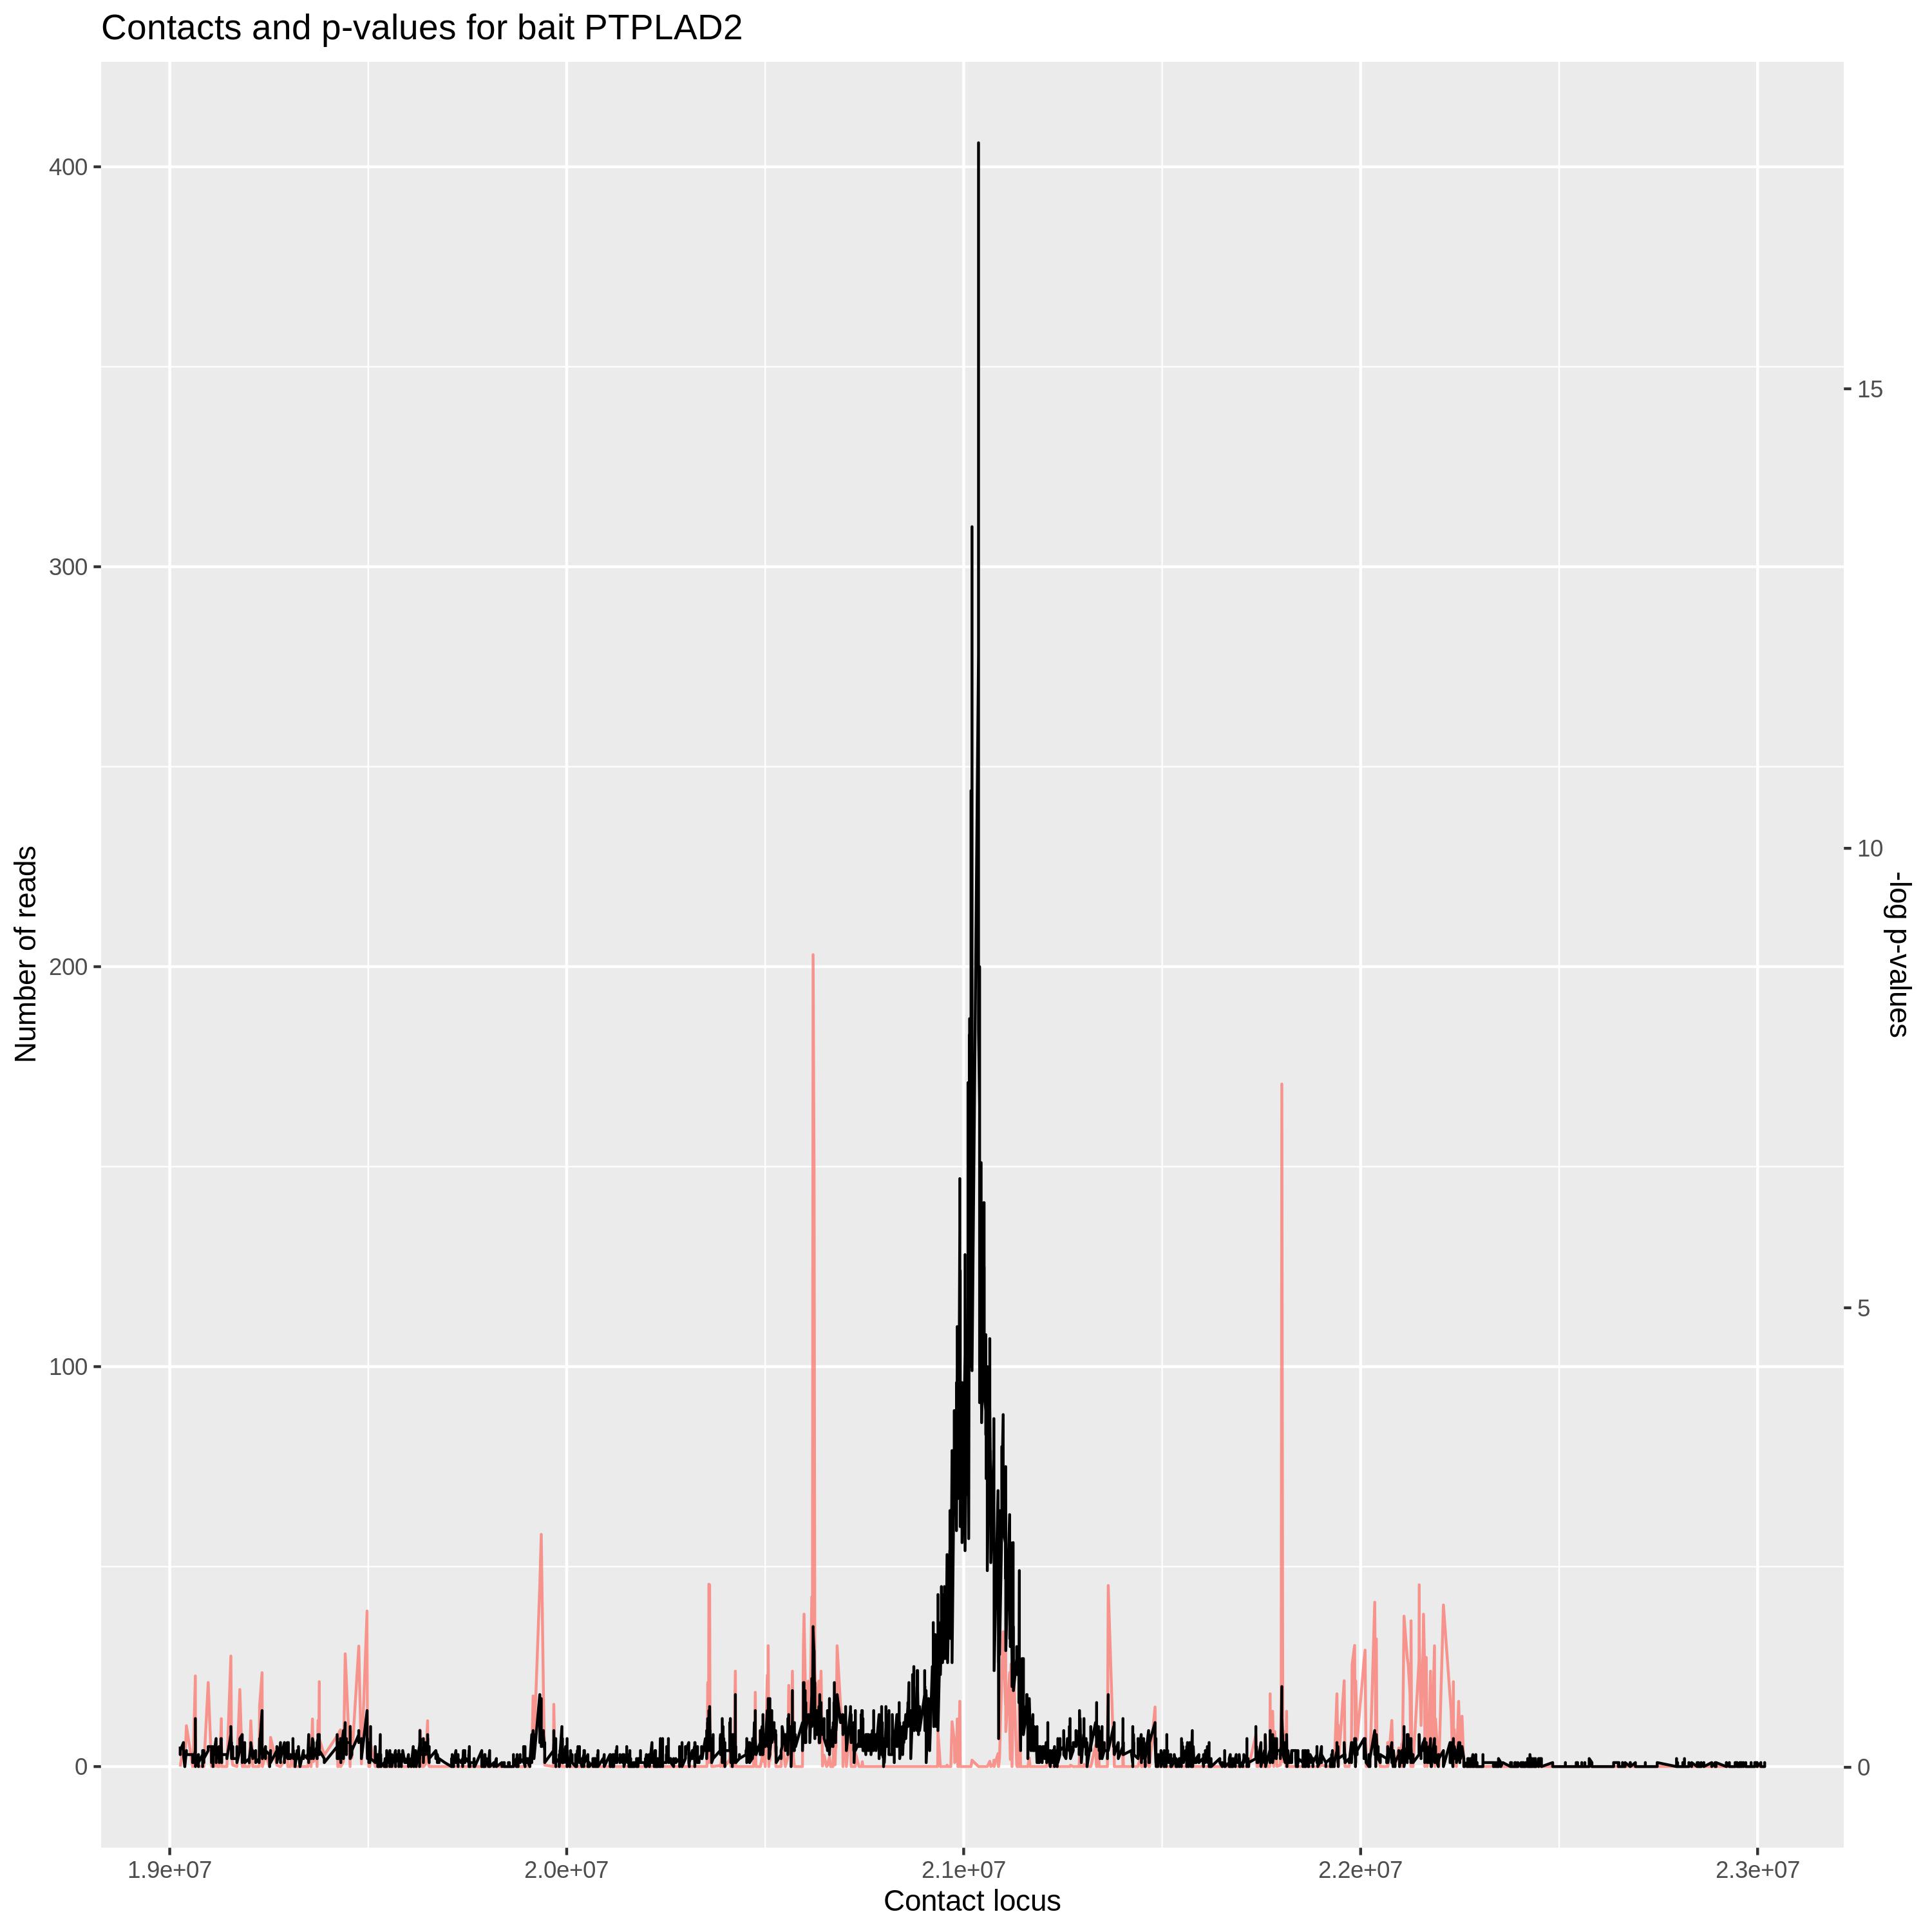 Contacts and p-values for bait PTPLAD2
400
300
200
100
0
Number of reads
15
10
5
0
-log p-values
1.9e+07 2.0e+07 2.1e+07 2.2e+07 2.3e+07
Contact locus